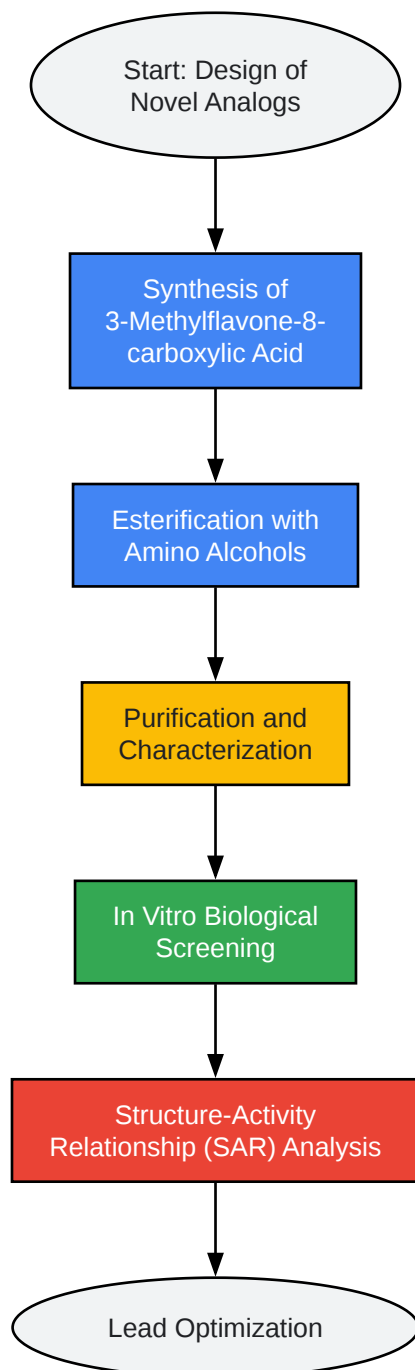 Start: Design of
Novel Analogs
Synthesis of
3-Methylflavone-8-
carboxylic Acid
Esterification with
Amino Alcohols
Purification and
Characterization
In Vitro Biological
Screening
Structure-Activity
Relationship (SAR) Analysis
Lead Optimization